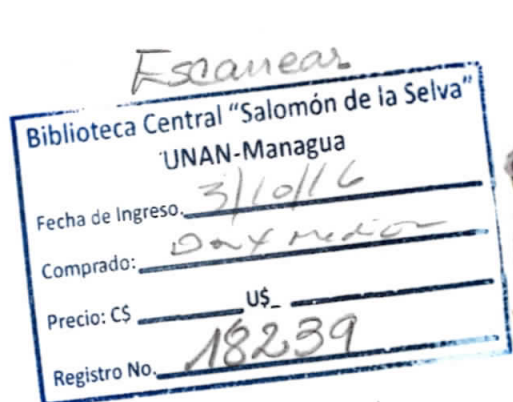 Escanear
Biblioteca Central "Salomón de la Selva"
UNAN-Managua
Fecha de Ingreso. 3/10/16
Comprado:
Precio: C$ U$
Registro No. 18239